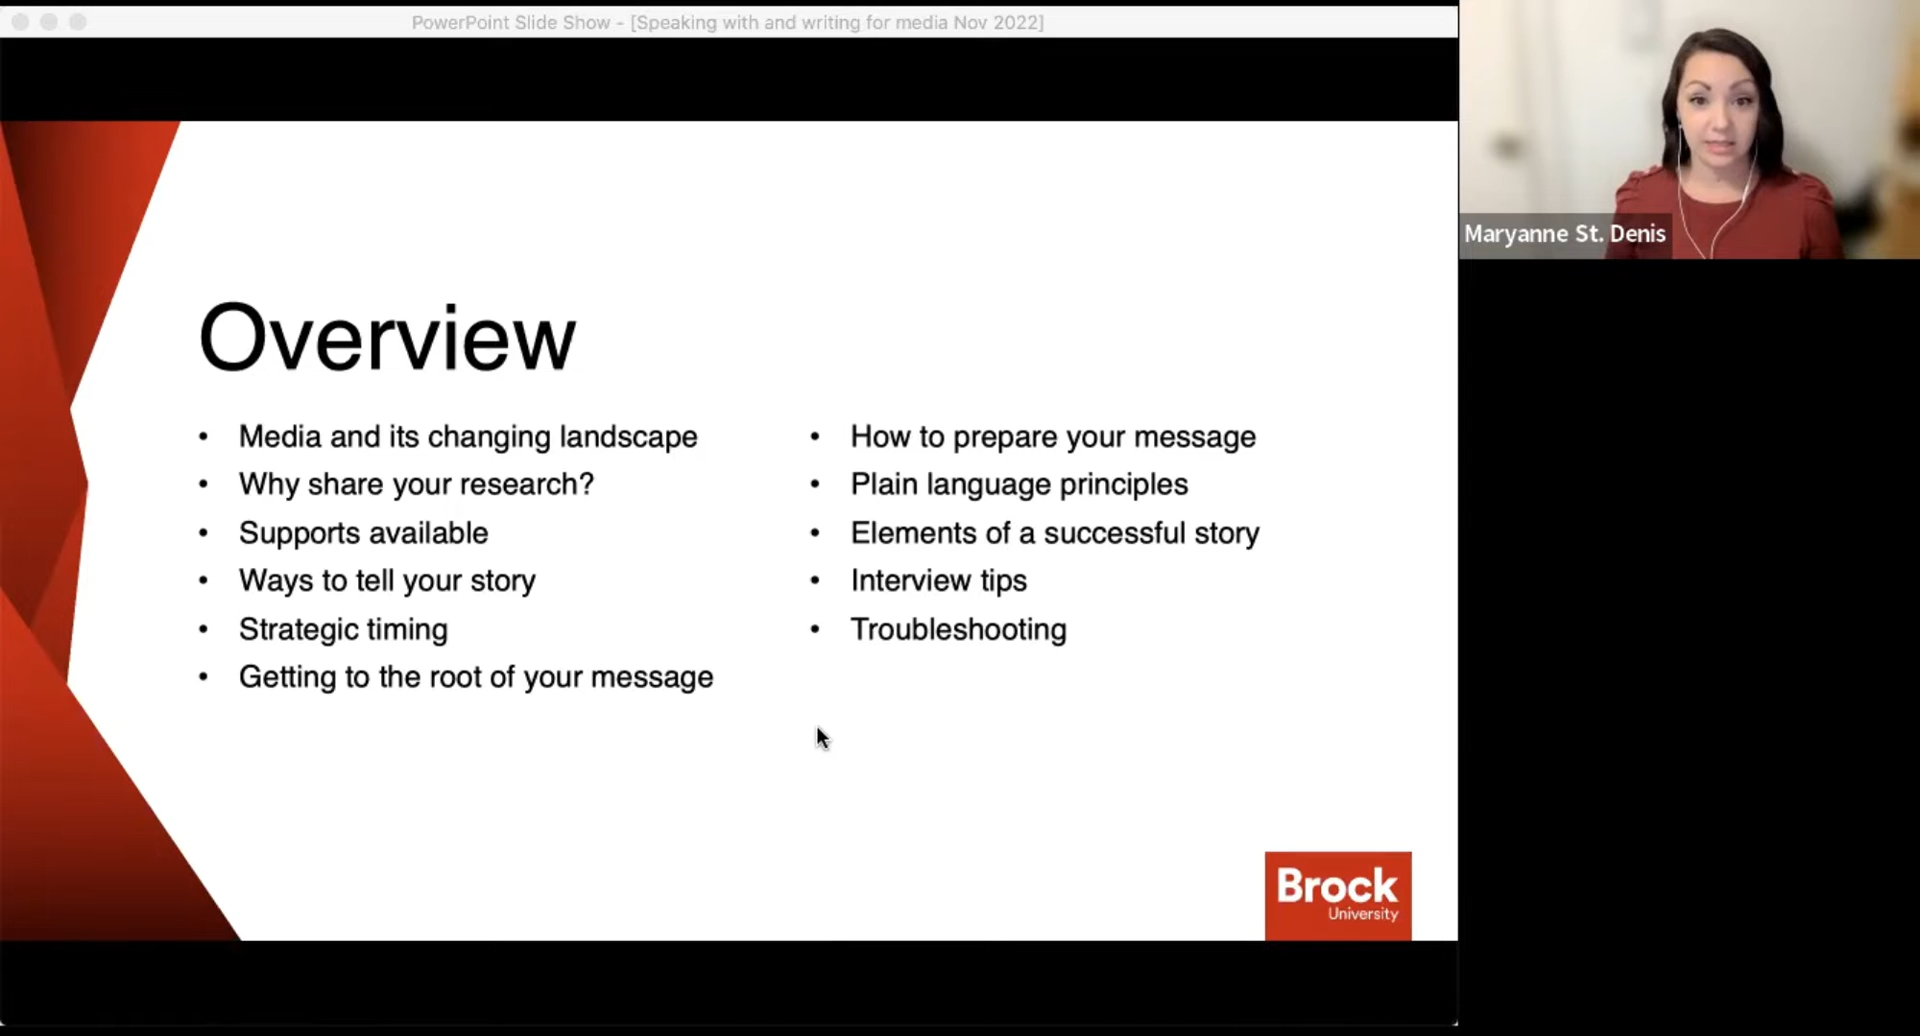 PowerPoint Slide Show - [Speaking with and writing for media Nov 2022]
Maryanne St. Denis
Overview
• Media and its changing landscape
• Why share your research?
• Supports available
• Ways to tell your story
• Strategic timing
• Getting to the root of your message
• How to prepare your message
• Plain language principles
• Elements of a successful story
• Interview tips
• Troubleshooting
Brock
University